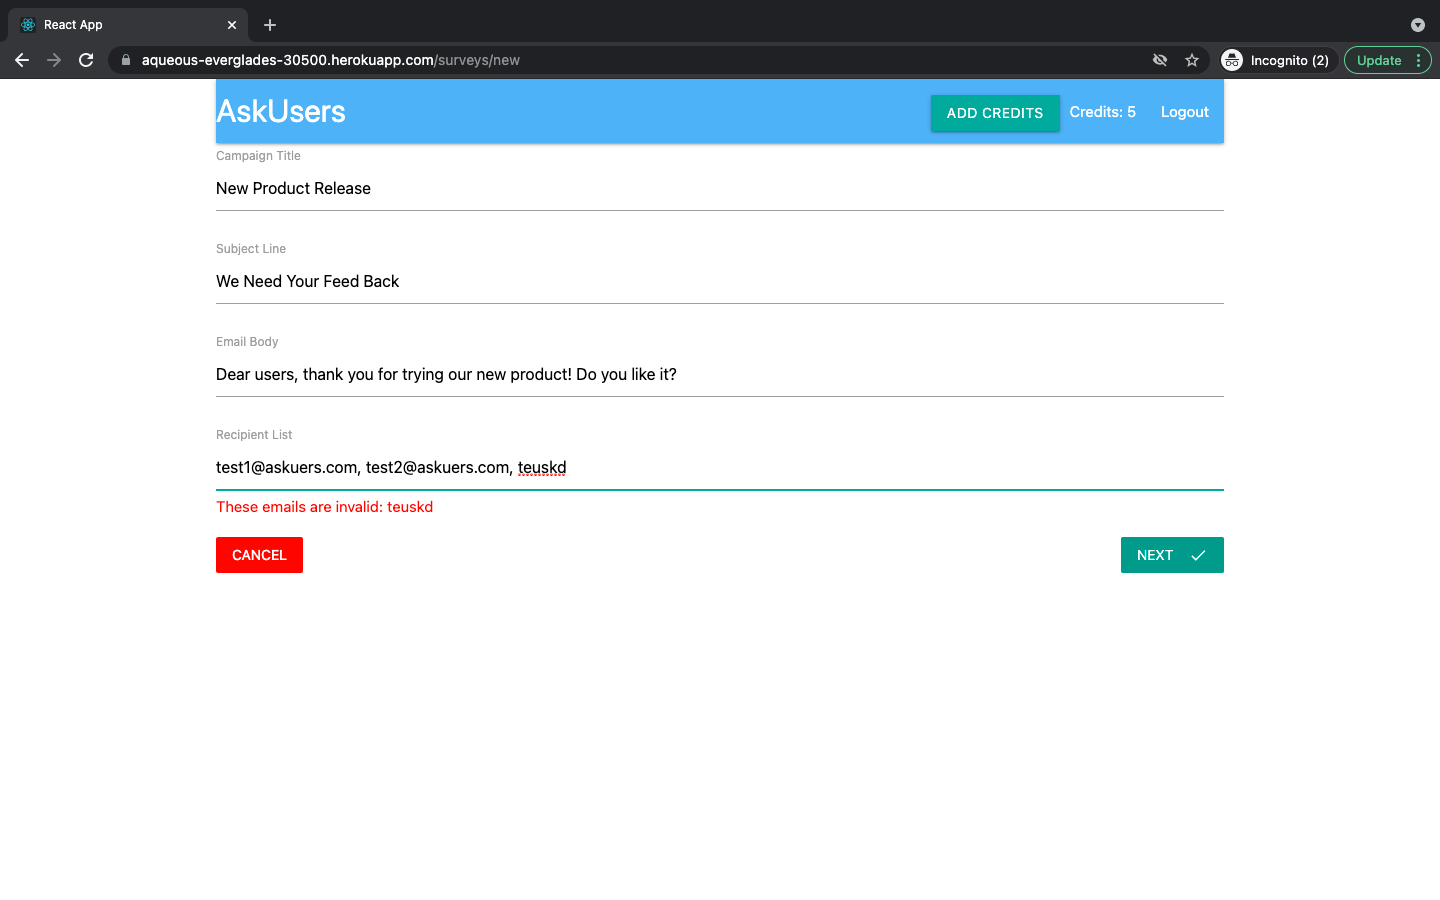 React App
aqueous-everglades-30500.herokuapp.com/surveys/new
Incognito (2)
Update
AskUsers
ADD CREDITS
Credits: 5
Logout
Campaign Title
New Product Release
Subject Line
We Need Your Feed Back
Email Body
Dear users, thank you for trying our new product! Do you like it?
Recipient List
test1@askuers.com, test2@askuers.com, teuskd
These emails are invalid: teuskd
CANCEL
NEXT